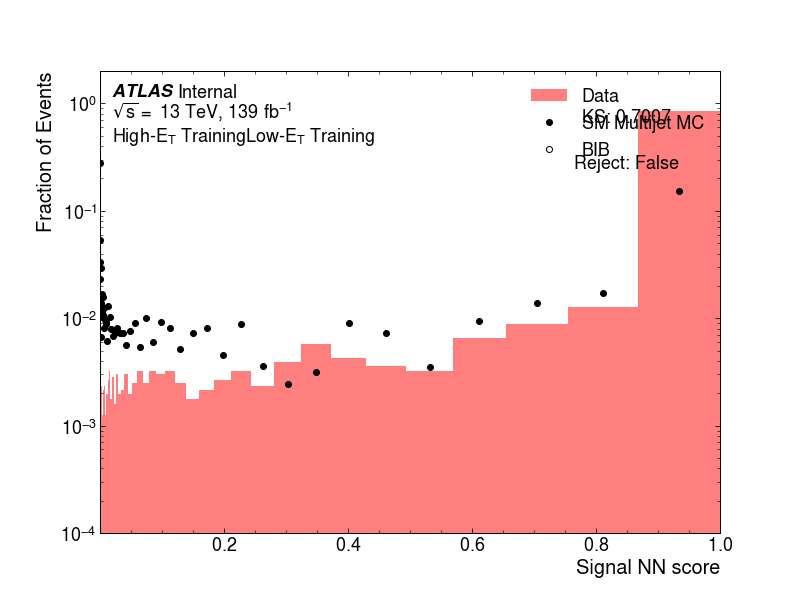 ATLAS Internal
√s = 13 TeV, 139 fb⁻¹
High-E_T TrainingLow-E_T Training
Data
KS: 0.7007
SM Multijet MC
BIB
Reject: False
Fraction of Events
10⁰
10⁻¹
10⁻²
10⁻³
10⁻⁴
0.2 0.4 0.6 0.8 1.0
Signal NN score